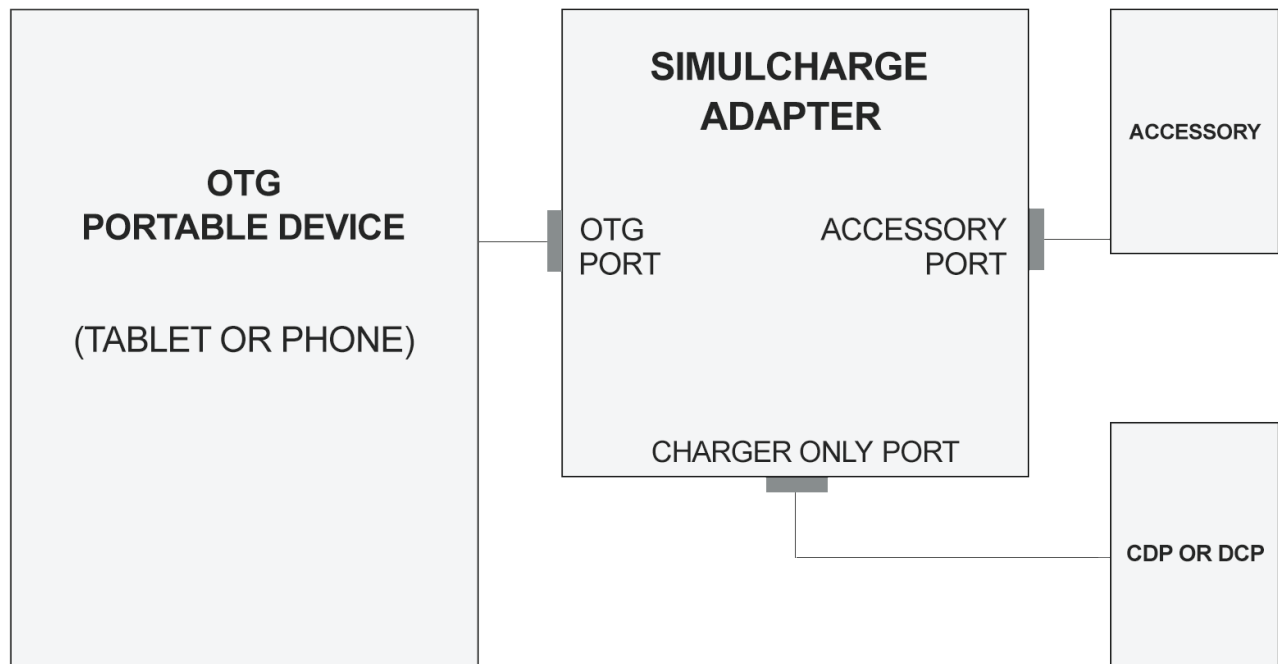 OTG
PORTABLE DEVICE
(TABLET OR PHONE)
SIMULCHARGE
ADAPTER
OTG
PORT
ACCESSORY
PORT
CHARGER ONLY PORT
ACCESSORY
CDP OR DCP